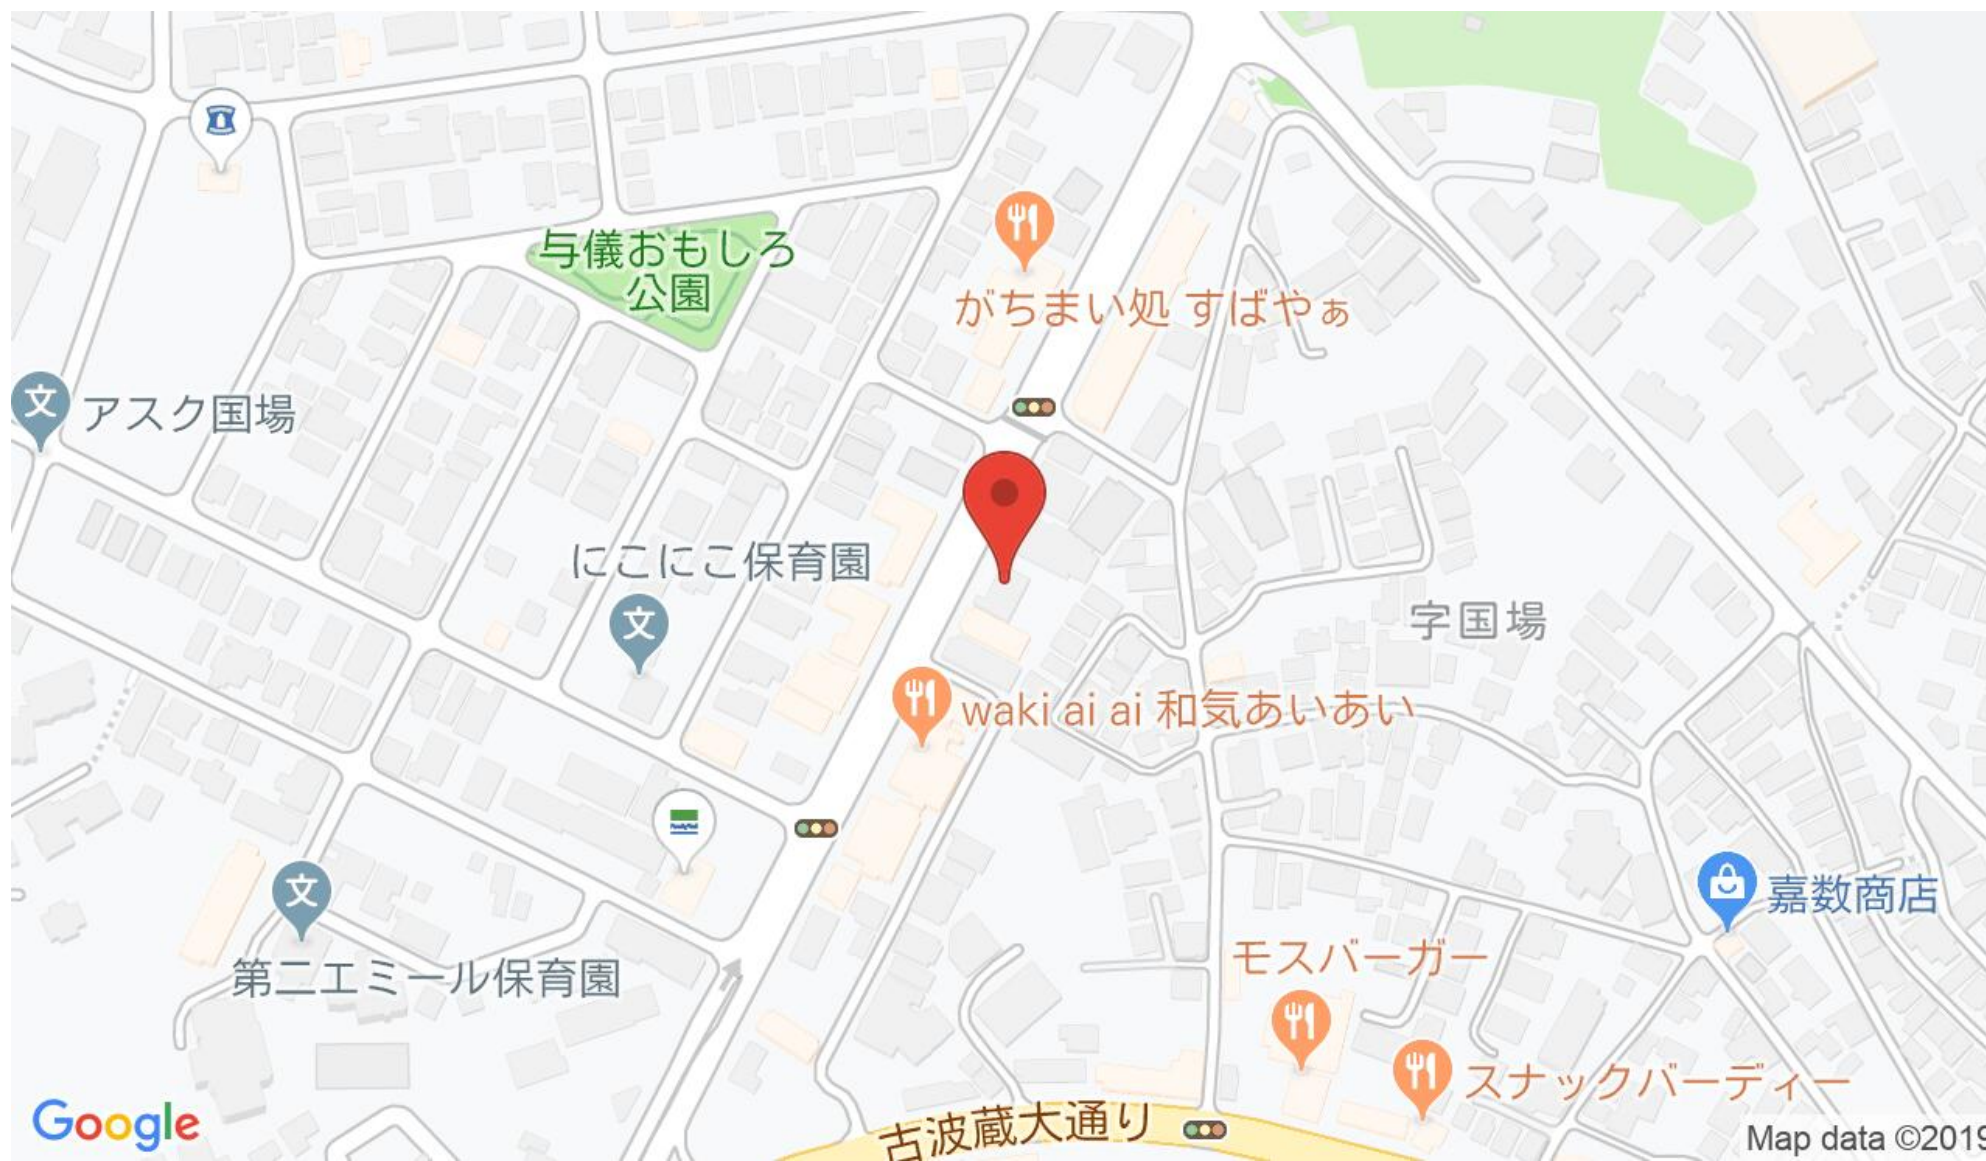 与儀おもしろ
公園
がちまい処 すばやぁ
アスク国場
にこにこ保育園
字国場
waki ai ai 和気あいあい
嘉数商店
モスバーガー
第二エミール保育園
スナックバーディー
古波蔵大通り
Google
Map data ©2019
文
文
文